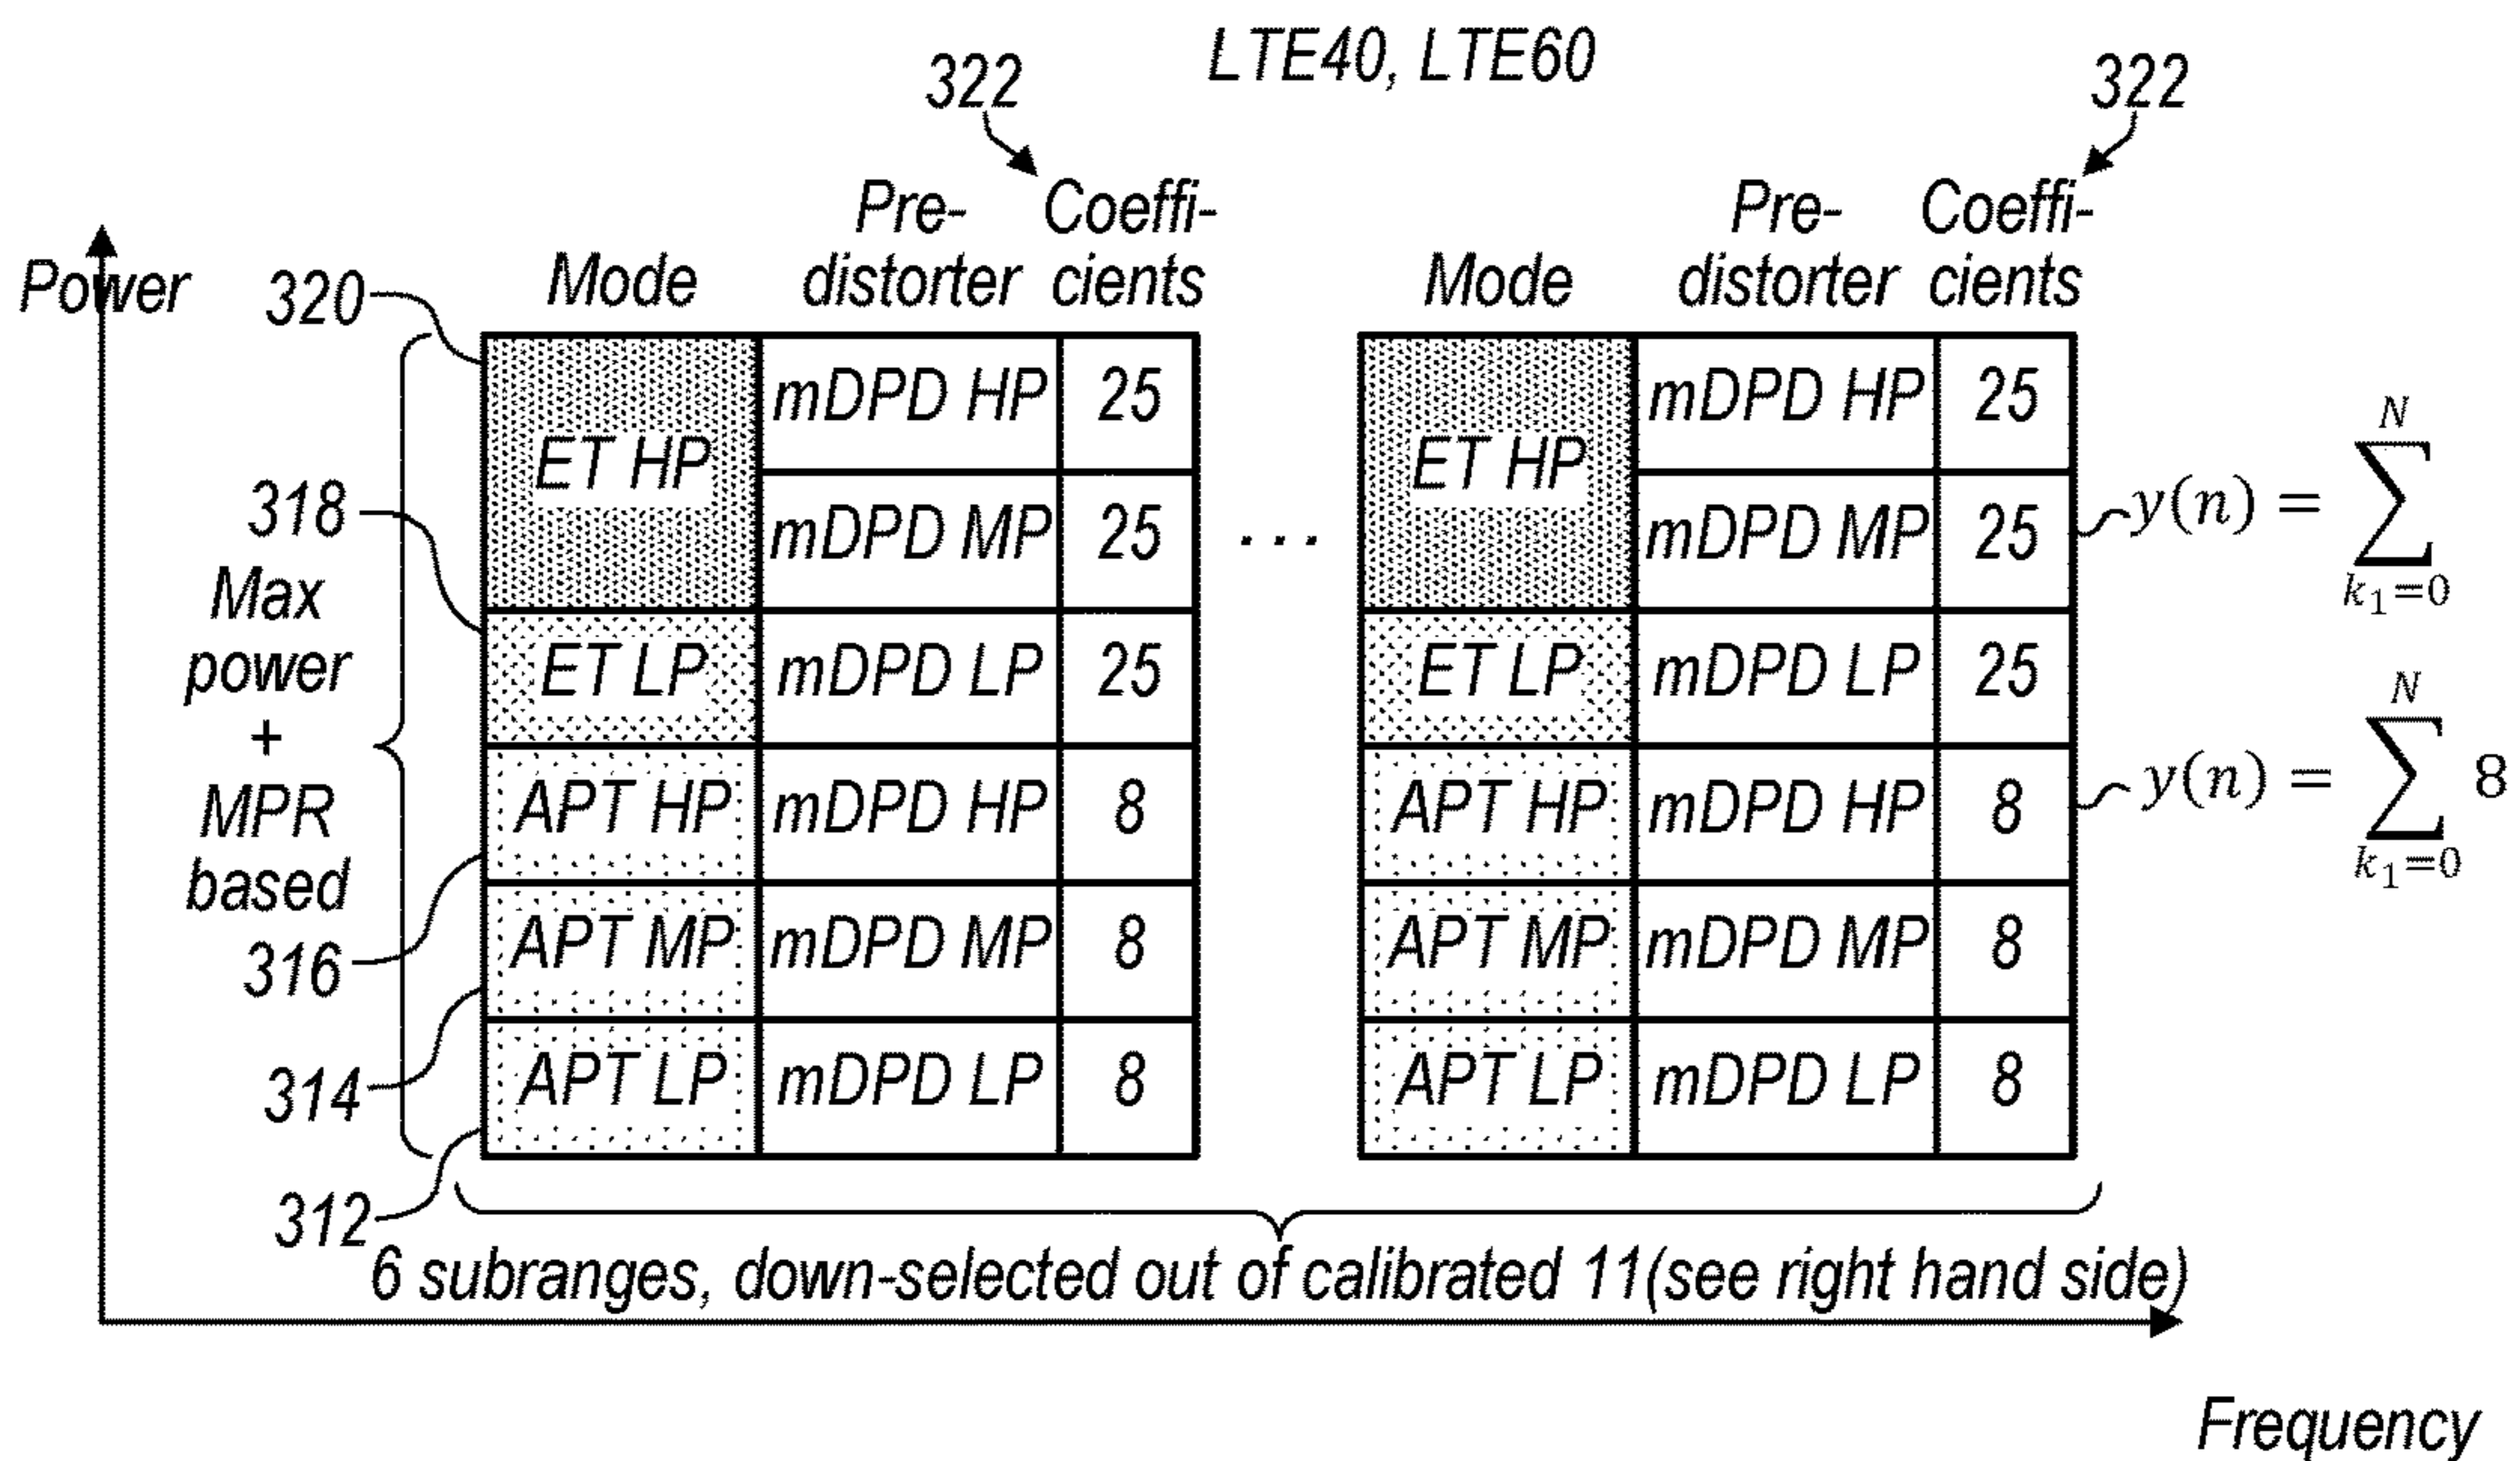 LTE40, LTE60
322
322
Power
Mode
Pre-
distorter
Coeffi-
cients
Mode
Pre-
distorter
Coeffi-
cients
320
318
Max
power
+
MPR
based
316
314
312
ET HP
mDPD HP 25
mDPD MP 25
ET LP mDPD LP 25
APT HP mDPD HP 8
APT MP mDPD MP 8
APT LP mDPD LP 8
...
ET HP
mDPD HP 25
mDPD MP 25
ET LP mDPD LP 25
APT HP mDPD HP 8
APT MP mDPD MP 8
APT LP mDPD LP 8
N
y(n) = ∑
k₁=0
N
y(n) = ∑ 8
k₁=0
6 subranges, down-selected out of calibrated 11(see right hand side)
Frequency